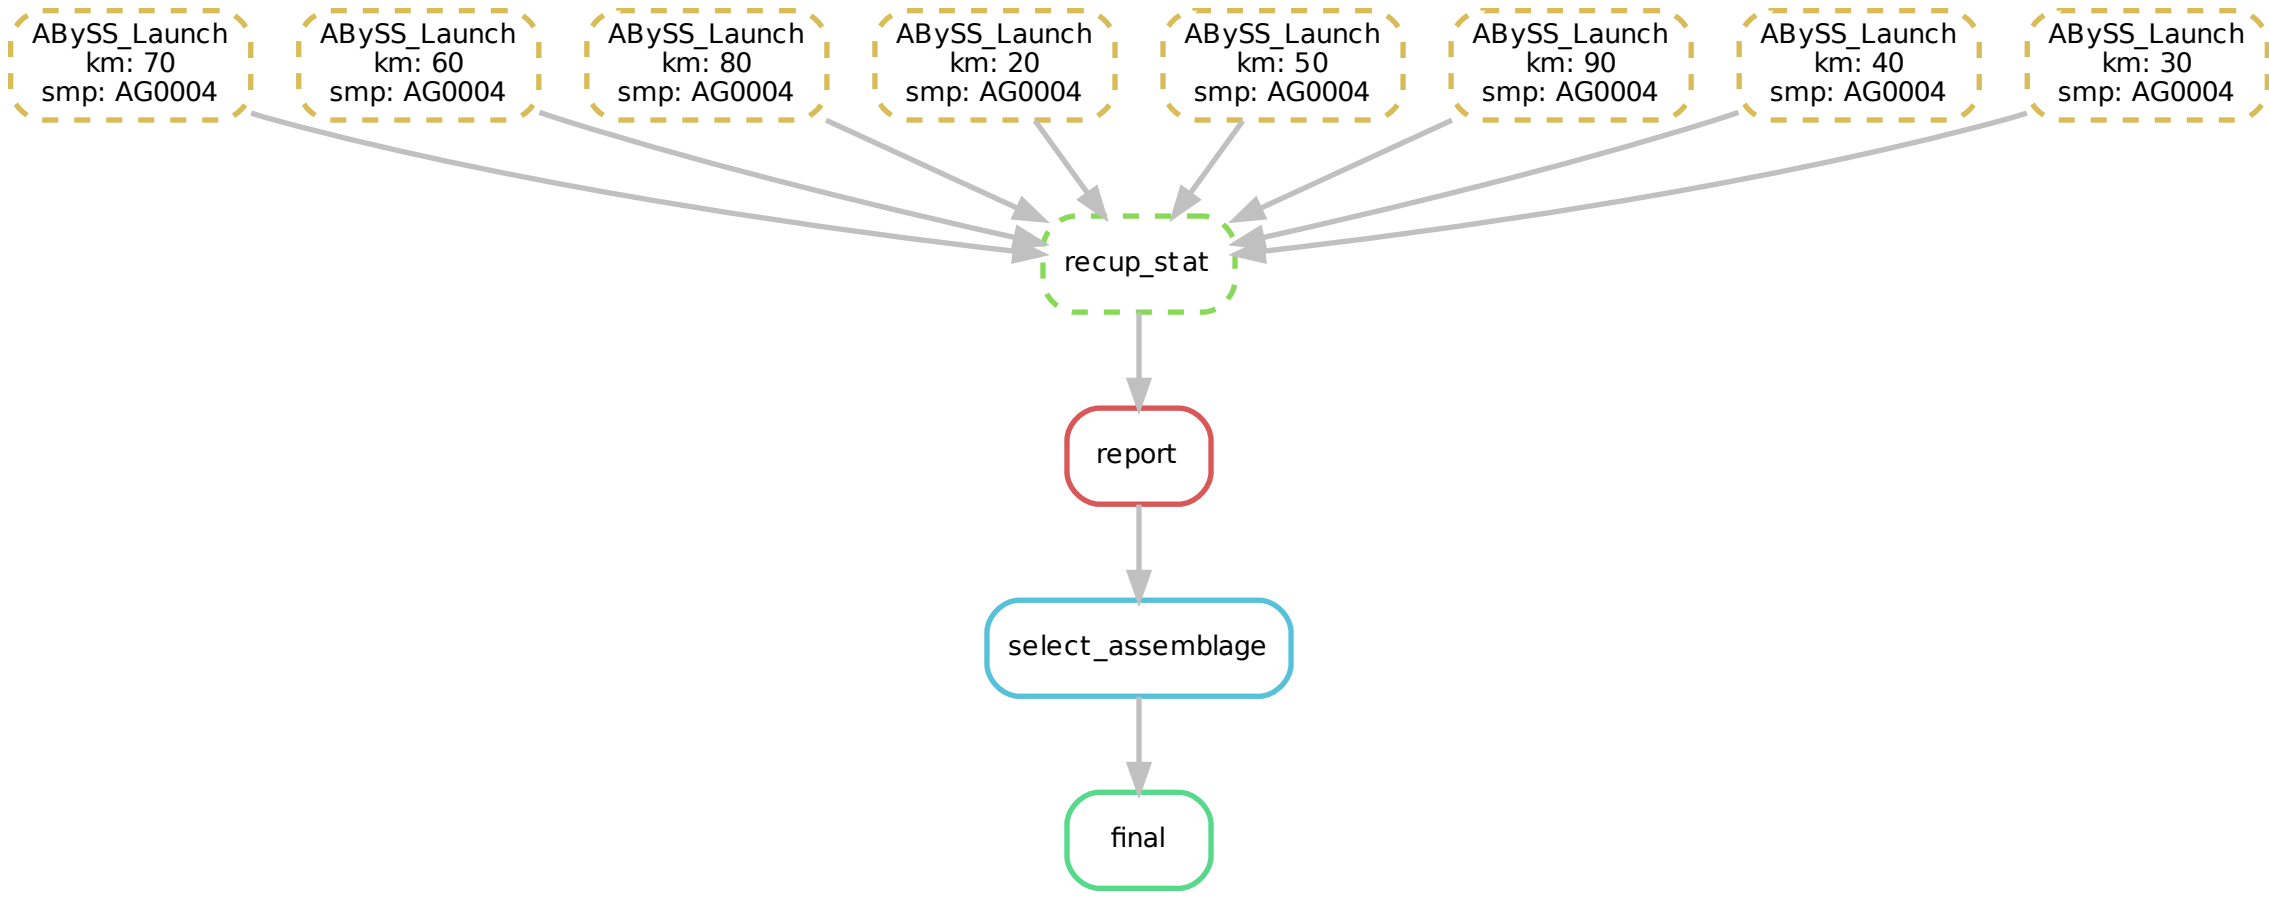 ABySS_Launch
km: 70
smp: AG0004
ABySS_Launch
km: 60
smp: AG0004
ABySS_Launch
km: 80
smp: AG0004
ABySS_Launch
km: 20
smp: AG0004
ABySS_Launch
km: 50
smp: AG0004
ABySS_Launch
km: 90
smp: AG0004
ABySS_Launch
km: 40
smp: AG0004
ABySS_Launch
km: 30
smp: AG0004
recup_stat
report
select_assemblage
final